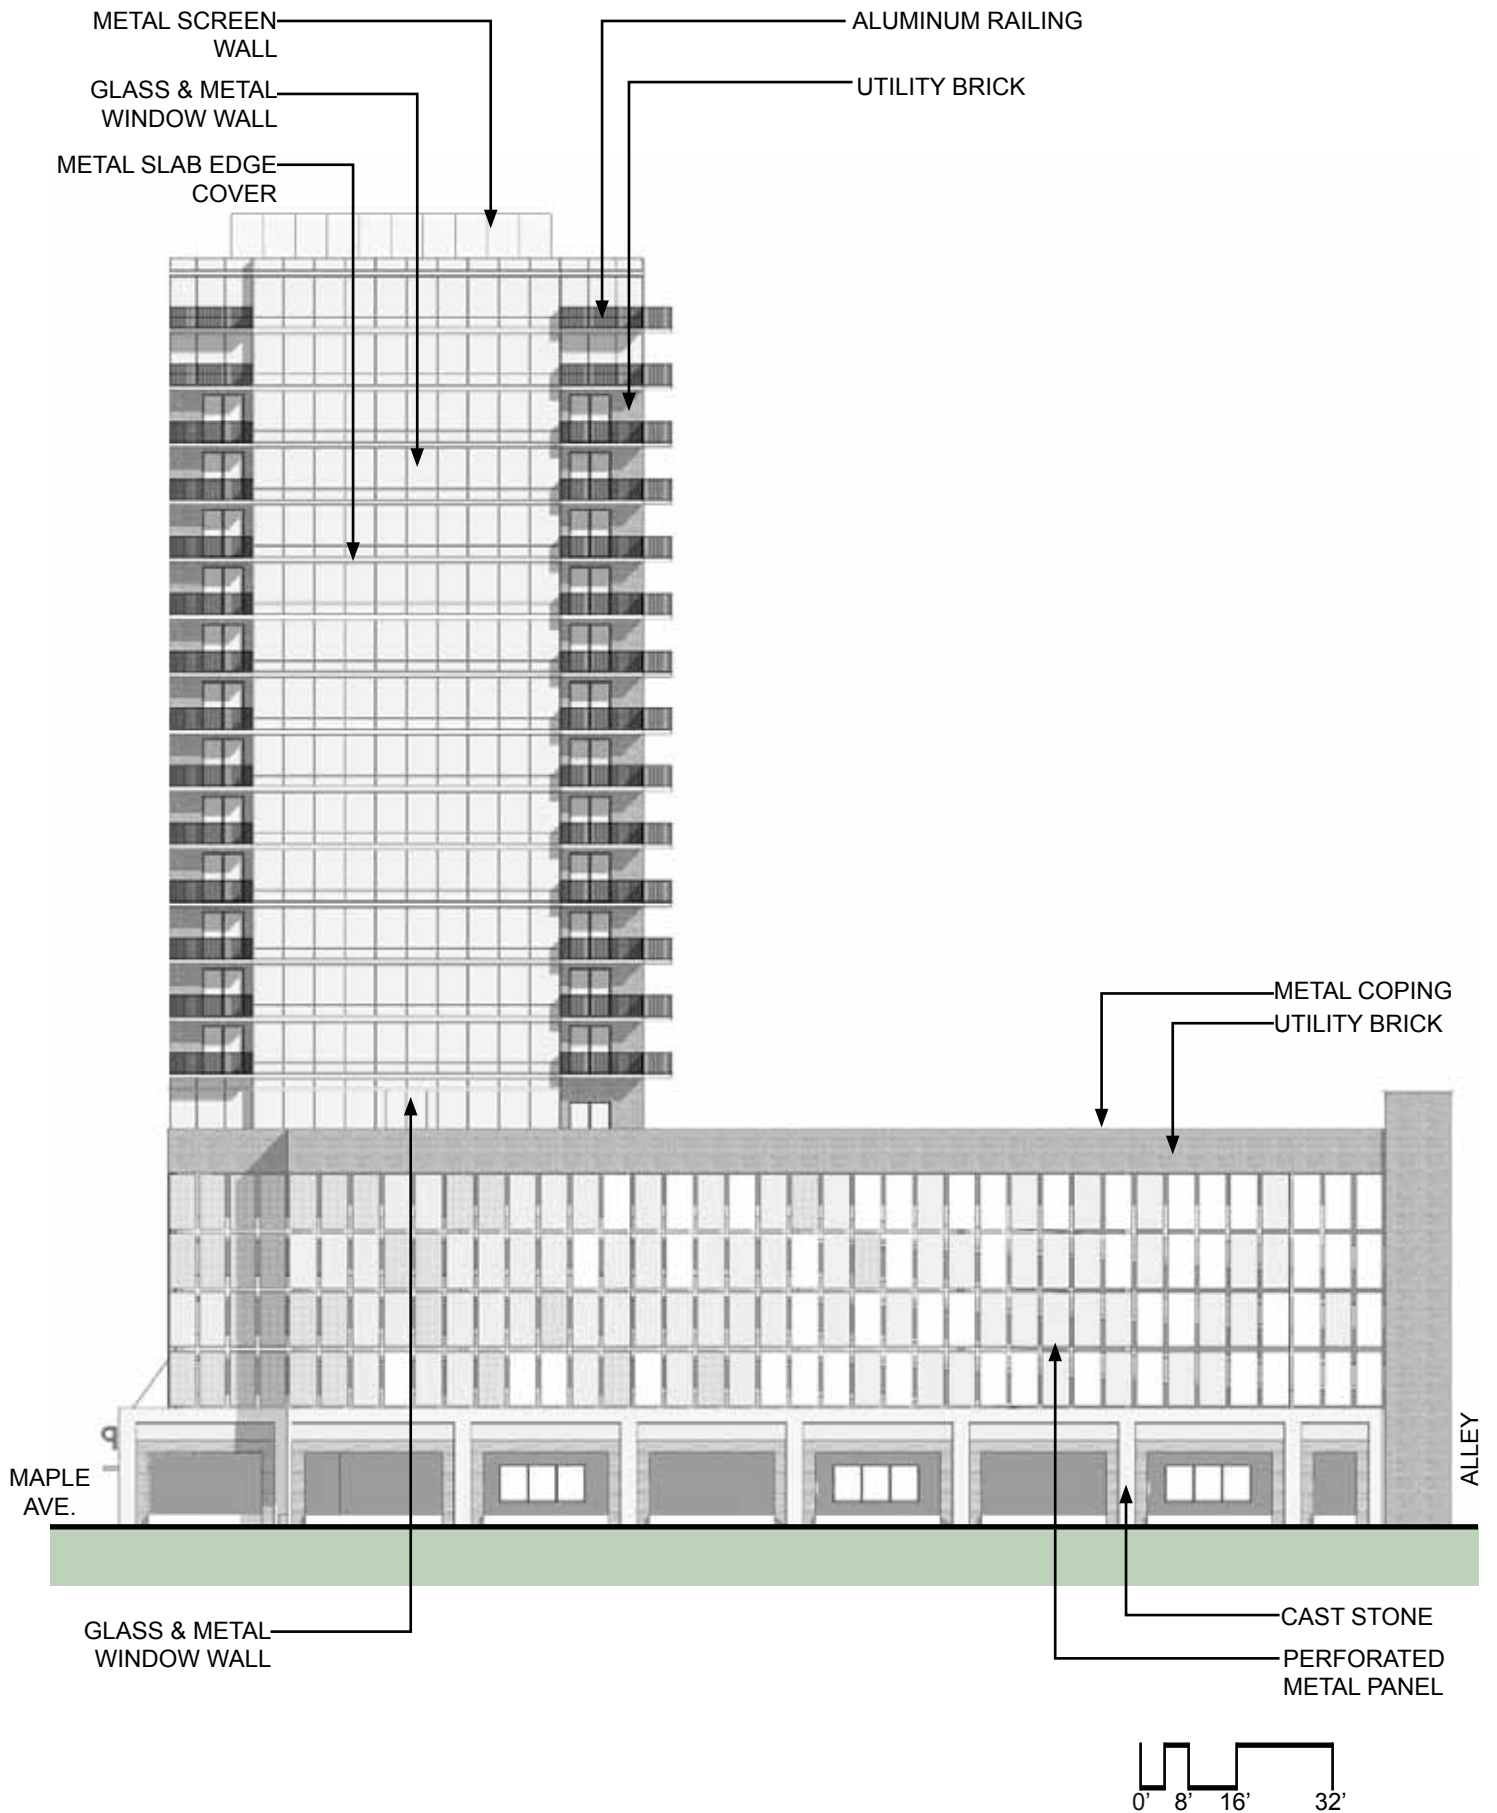 METAL SCREEN
WALL
ALUMINUM RAILING
GLASS & METAL
WINDOW WALL
UTILITY BRICK
METAL SLAB EDGE
COVER
METAL COPING
UTILITY BRICK
MAPLE
AVE.
ALLEY
GLASS & METAL
WINDOW WALL
CAST STONE
PERFORATED
METAL PANEL
0' 8' 16' 32'